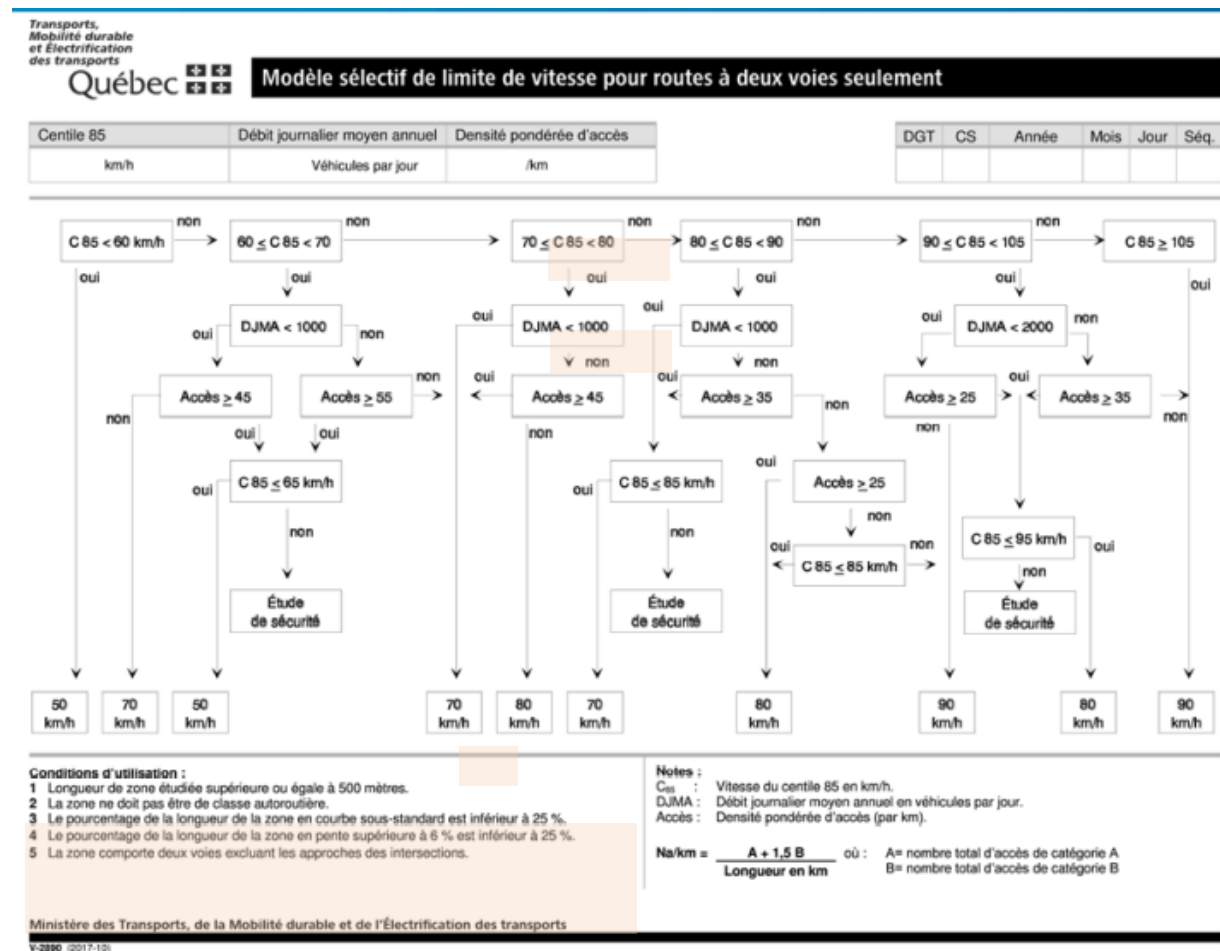 Transports,
Mobilité durable
et Électrification
des transports
Québec
Modèle sélectif de limite de vitesse pour routes à deux voies seulement
Centile 85 Débit journalier moyen annuel Densité pondérée d'accès
km/h Véhicules par jour /km
DGT CS Année Mois Jour Séq.
non non non non non
C 85 < 60 km/h 60 ≤ C 85 < 70 70 ≤ C 85 < 80 80 ≤ C 85 < 90 90 ≤ C 85 < 105 C 85 ≥ 105
oui oui oui oui oui oui
oui DJMA < 1000 non oui DJMA < 1000 oui DJMA < 1000 oui DJMA < 2000 non
non non
Accès ≥ 45 Accès ≥ 55 non oui Accès ≥ 45 oui Accès ≥ 35 non Accès ≥ 25 oui Accès ≥ 35
non oui oui non non non
oui C 85 ≤ 65 km/h oui C 85 ≤ 85 km/h oui Accès ≥ 25
non non non
oui C 85 ≤ 85 km/h non C 85 ≤ 95 km/h oui
non
Étude
de sécurité
Étude
de sécurité
Étude
de sécurité
50
km/h
70
km/h
50
km/h
70
km/h
80
km/h
70
km/h
80
km/h
90
km/h
80
km/h
90
km/h
Conditions d'utilisation :
1 Longueur de zone étudiée supérieure ou égale à 500 mètres.
2 La zone ne doit pas être de classe autoroutière.
3 Le pourcentage de la longueur de la zone en courbe sous-standard est inférieur à 25 %.
4 Le pourcentage de la longueur de la zone en pente supérieure à 6 % est inférieur à 25 %.
5 La zone comporte deux voies excluant les approches des intersections.
Notes :
C85 : Vitesse du centile 85 en km/h.
DJMA : Débit journalier moyen annuel en véhicules par jour.
Accès : Densité pondérée d'accès (par km).
Na/km = A + 1,5 B où : A= nombre total d'accès de catégorie A
Longueur en km B= nombre total d'accès de catégorie B
Ministère des Transports, de la Mobilité durable et de l'Électrification des transports
V-2890 (2017-10)